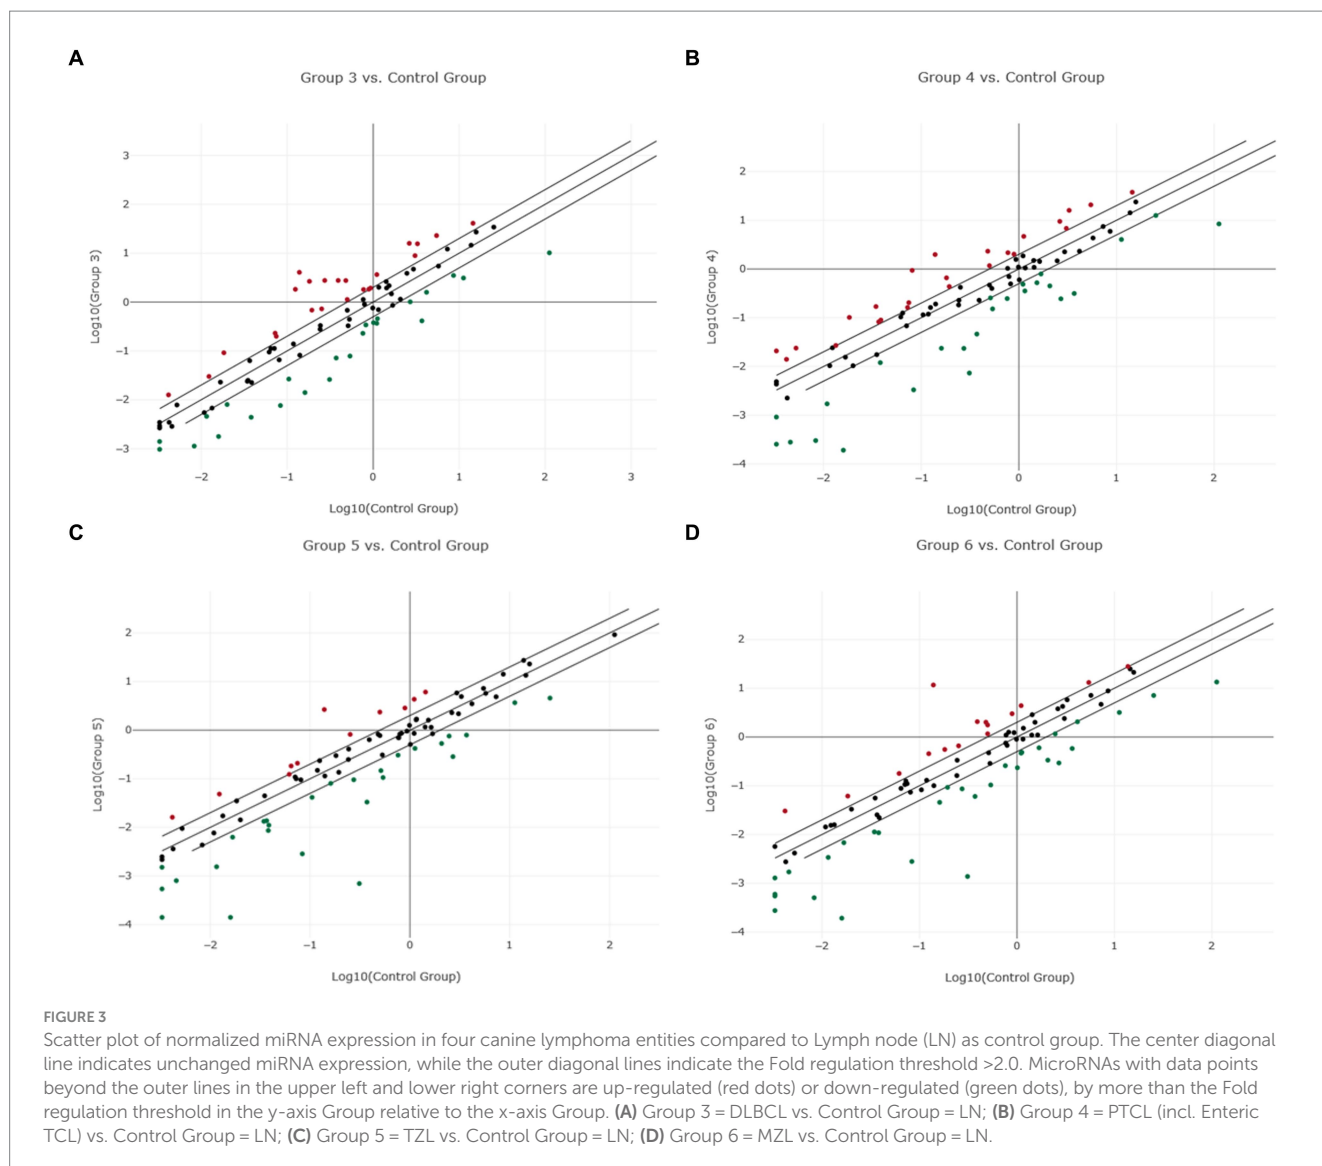 A
Group 3 vs. Control Group
Log10(Group 3)
3
2
1
0
−1
−2
−3
−2
−1
0
1
2
3
Log10(Control Group)
B
Group 4 vs. Control Group
Log10(Group 4)
2
1
0
−1
−2
−3
−4
−2
−1
0
1
2
Log10(Control Group)
C
Group 5 vs. Control Group
Log10(Group 5)
2
1
0
−1
−2
−3
−4
−2
−1
0
1
2
Log10(Control Group)
D
Group 6 vs. Control Group
Log10(Group 6)
2
1
0
−1
−2
−3
−4
−2
−1
0
1
2
Log10(Control Group)
FIGURE 3
Scatter plot of normalized miRNA expression in four canine lymphoma entities compared to Lymph node (LN) as control group. The center diagonal
line indicates unchanged miRNA expression, while the outer diagonal lines indicate the Fold regulation threshold >2.0. MicroRNAs with data points
beyond the outer lines in the upper left and lower right corners are up-regulated (red dots) or down-regulated (green dots), by more than the Fold
regulation threshold in the y-axis Group relative to the x-axis Group. (A) Group 3 = DLBCL vs. Control Group = LN; (B) Group 4 = PTCL (incl. Enteric
TCL) vs. Control Group = LN; (C) Group 5 = TZL vs. Control Group = LN; (D) Group 6 = MZL vs. Control Group = LN.